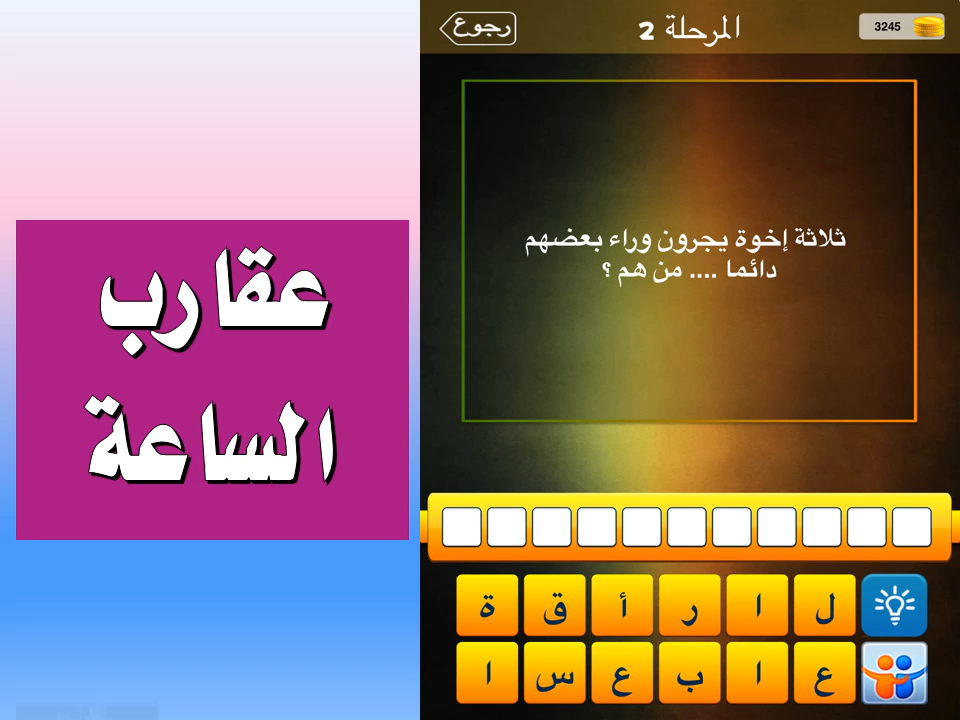 عقارب
الساعة
رجوع
المرحلة 2
3245
ثلاثة إخوة يجرون وراء بعضهم
دائما .... من هم ؟
ل ا ر أ ق ة
ع ا ب ع س ا